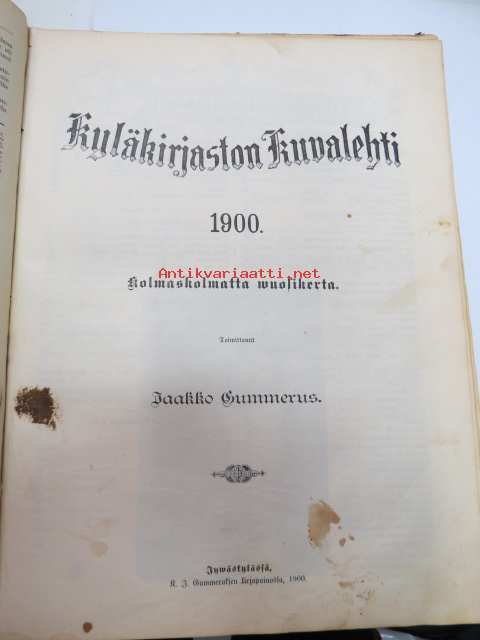 Kyläkirjaston Kuvalehti
1900.
Antikvariaatti.net
Kolmaskolmatta wuosikerta.
Toimittanut
Jaakko Gummerus.
Jywäskylässä,
K. J. Gummeruksen kirjapainossa, 1900.